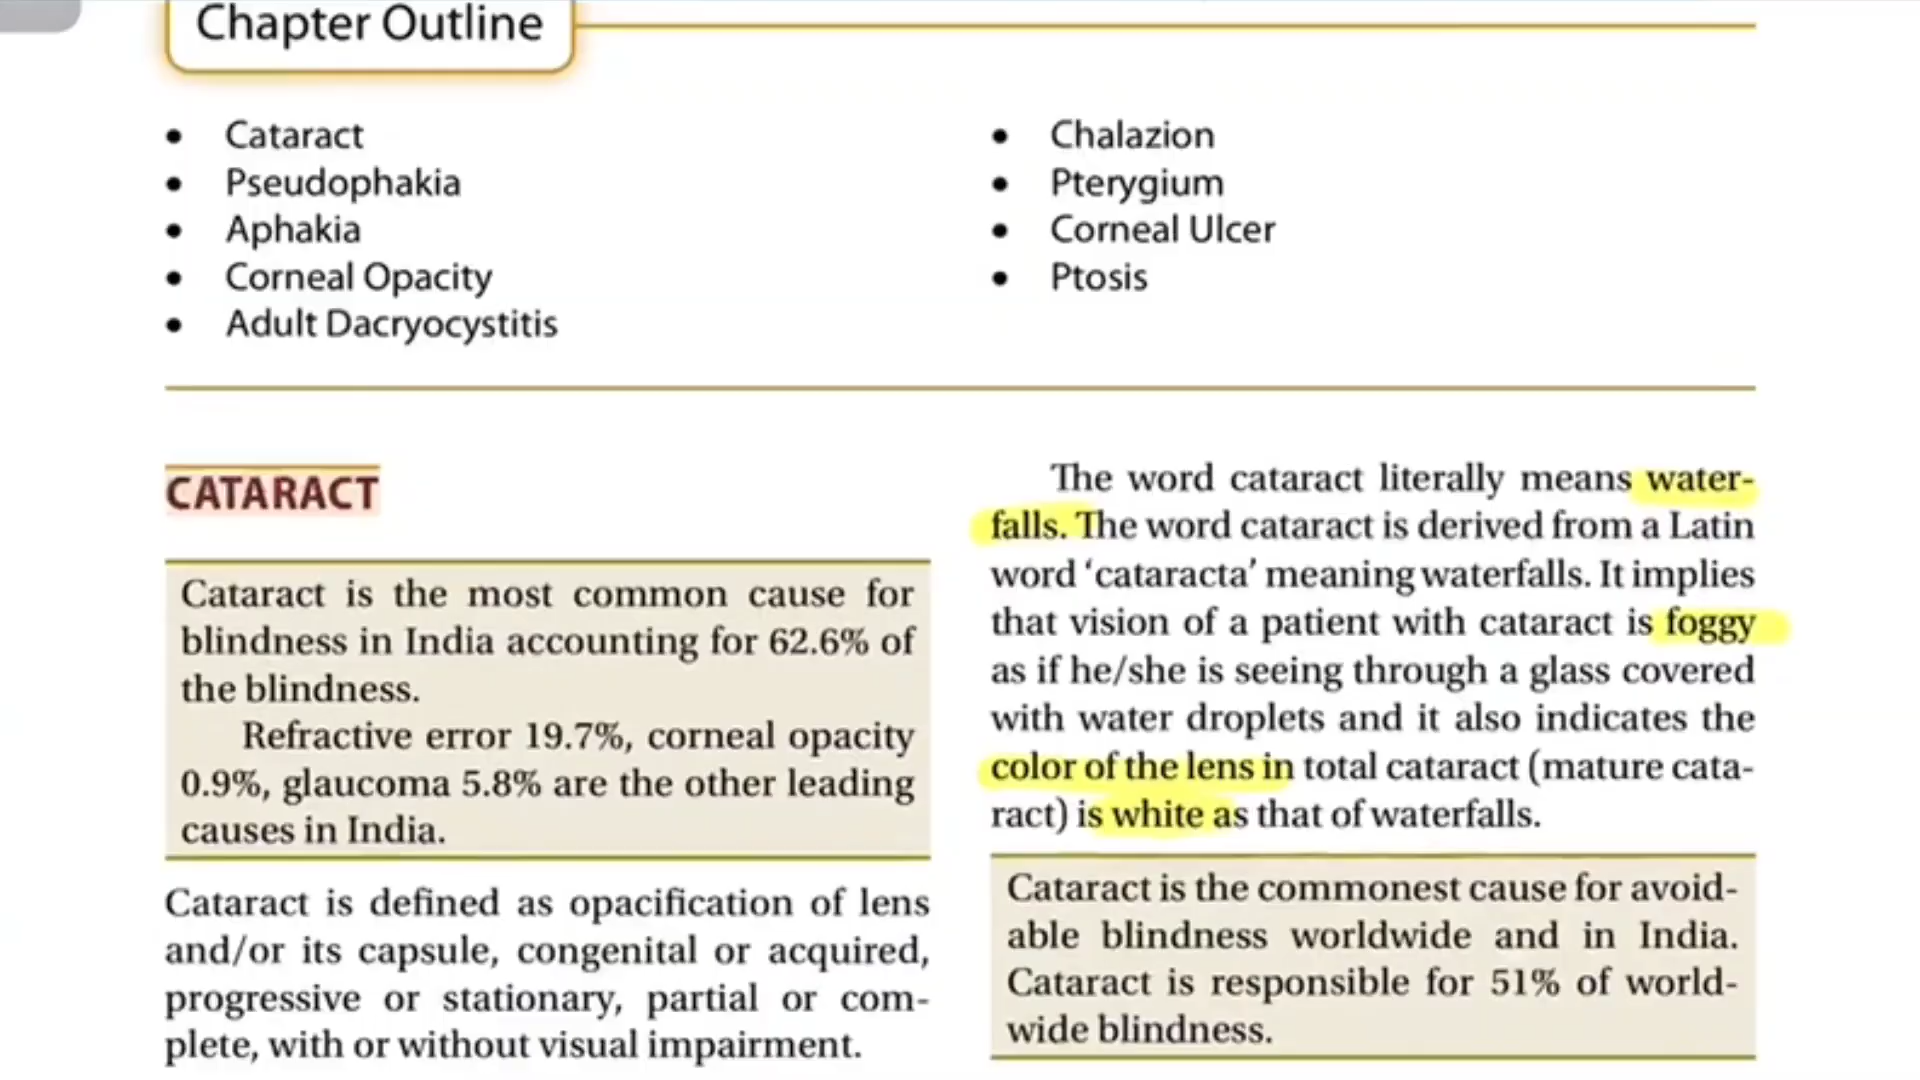 Chapter Outline
• Cataract
• Pseudophakia
• Aphakia
• Corneal Opacity
• Adult Dacryocystitis
• Chalazion
• Pterygium
• Corneal Ulcer
• Ptosis
CATARACT
Cataract is the most common cause for
blindness in India accounting for 62.6% of
the blindness.
Refractive error 19.7%, corneal opacity
0.9%, glaucoma 5.8% are the other leading
causes in India.
Cataract is defined as opacification of lens
and/or its capsule, congenital or acquired,
progressive or stationary, partial or com-
plete, with or without visual impairment.
The word cataract literally means water-
falls. The word cataract is derived from a Latin
word ‘cataracta’ meaning waterfalls. It implies
that vision of a patient with cataract is foggy
as if he/she is seeing through a glass covered
with water droplets and it also indicates the
color of the lens in total cataract (mature cata-
ract) is white as that of waterfalls.
Cataract is the commonest cause for avoid-
able blindness worldwide and in India.
Cataract is responsible for 51% of world-
wide blindness.